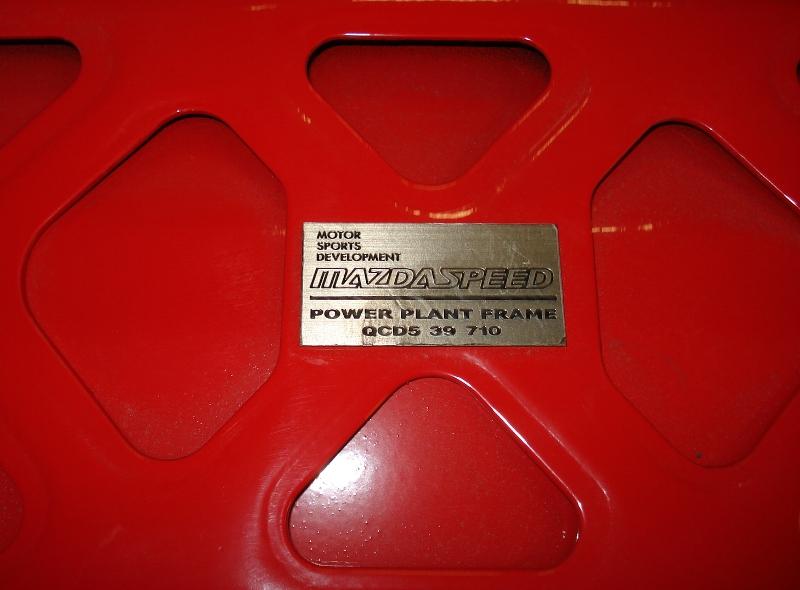 MOTOR
SPORTS
DEVELOPMENT
MAZDASPEED
POWER PLANT FRAME
QCD5 39 710